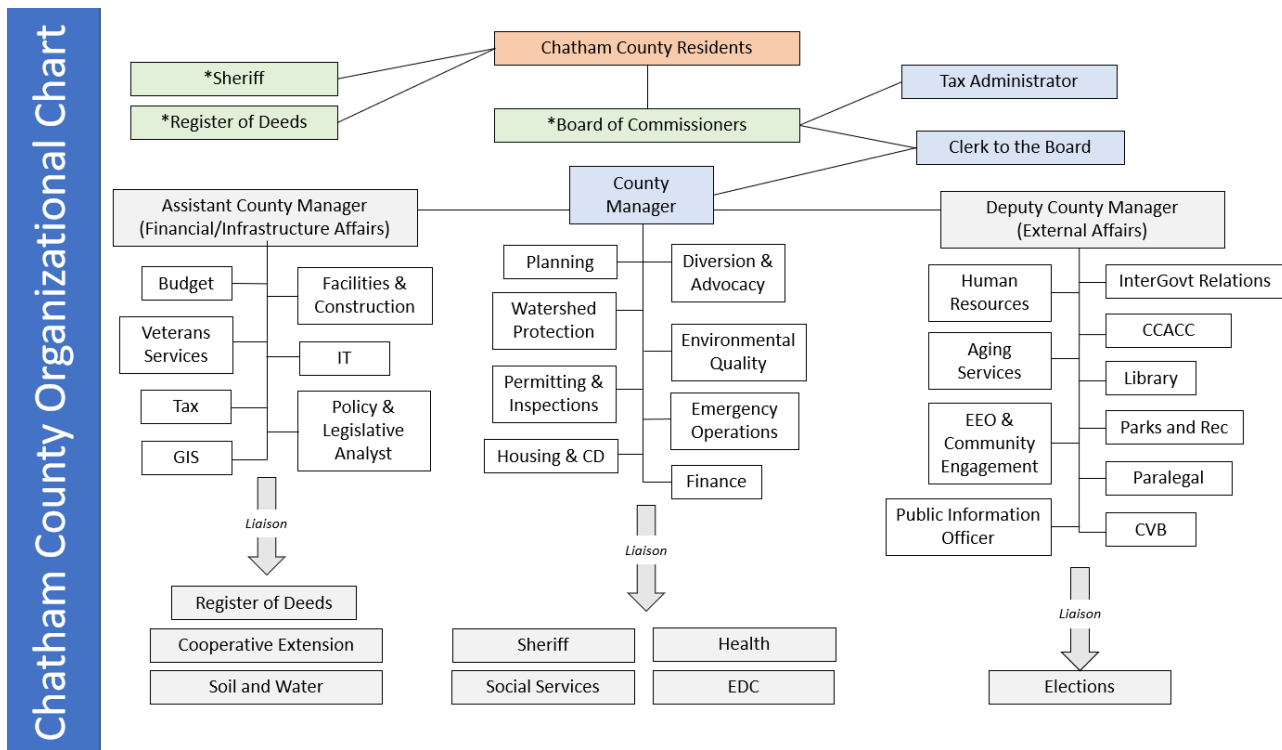 Chatham County Organizational Chart
Chatham County Residents
*Sheriff
*Register of Deeds
*Board of Commissioners
Tax Administrator
Clerk to the Board
County
Manager
Assistant County Manager
(Financial/Infrastructure Affairs)
Deputy County Manager
(External Affairs)
Budget
Facilities &
Construction
Veterans
Services
IT
Tax
Policy &
Legislative
Analyst
GIS
Liaison
Register of Deeds
Cooperative Extension
Soil and Water
Planning
Diversion &
Advocacy
Watershed
Protection
Environmental
Quality
Permitting &
Inspections
Emergency
Operations
Housing & CD
Finance
Liaison
Sheriff
Health
Social Services
EDC
Human
Resources
InterGovt Relations
CCACC
Aging
Services
Library
EEO &
Community
Engagement
Parks and Rec
Paralegal
Public Information
Officer
CVB
Liaison
Elections